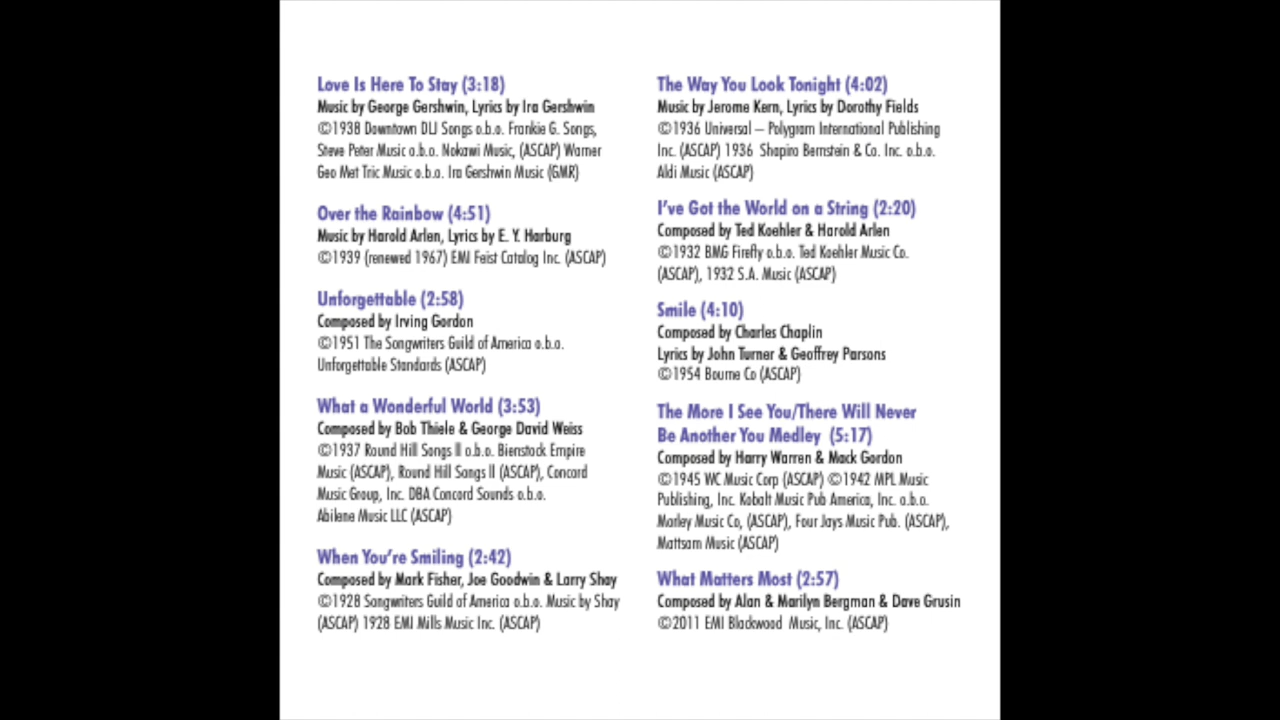 Love Is Here To Stay (3:18)
Music by George Gershwin, Lyrics by Ira Gershwin
©1938 Downtown DLJ Songs o.b.o. Frankie G. Songs,
Steve Peter Music o.b.o. Nokawi Music, (ASCAP) Warner
Geo Met Tric Music o.b.o. Ira Gershwin Music (GMR)
Over the Rainbow (4:51)
Music by Harold Arlen, Lyrics by E. Y. Harburg
©1939 (renewed 1967) EMI Feist Catalog Inc. (ASCAP)
Unforgettable (2:58)
Composed by Irving Gordon
©1951 The Songwriters Guild of America o.b.o.
Unforgettable Standards (ASCAP)
What a Wonderful World (3:53)
Composed by Bob Thiele & George David Weiss
©1937 Round Hill Songs II o.b.o. Bienstock Empire
Music (ASCAP), Round Hill Songs II (ASCAP), Concord
Music Group, Inc. DBA Concord Sounds o.b.o.
Abilene Music LLC (ASCAP)
When You're Smiling (2:42)
Composed by Mark Fisher, Joe Goodwin & Larry Shay
©1928 Songwriters Guild of America o.b.o. Music by Shay
(ASCAP) 1928 EMI Mills Music Inc. (ASCAP)
The Way You Look Tonight (4:02)
Music by Jerome Kern, Lyrics by Dorothy Fields
©1936 Universal – Polygram International Publishing
Inc. (ASCAP) 1936 Shapiro Bernstein & Co. Inc. o.b.o.
Aldi Music (ASCAP)
I've Got the World on a String (2:20)
Composed by Ted Koehler & Harold Arlen
©1932 BMG Firefly o.b.o. Ted Koehler Music Co.
(ASCAP), 1932 S.A. Music (ASCAP)
Smile (4:10)
Composed by Charles Chaplin
Lyrics by John Turner & Geoffrey Parsons
©1954 Bourne Co (ASCAP)
The More I See You/There Will Never
Be Another You Medley (5:17)
Composed by Harry Warren & Mack Gordon
©1945 WC Music Corp (ASCAP) ©1942 MPL Music
Publishing, Inc. Kobalt Music Pub America, Inc. o.b.o.
Morley Music Co, (ASCAP), Four Jays Music Pub. (ASCAP),
Mattsam Music (ASCAP)
What Matters Most (2:57)
Composed by Alan & Marilyn Bergman & Dave Grusin
©2011 EMI Blackwood Music, Inc. (ASCAP)